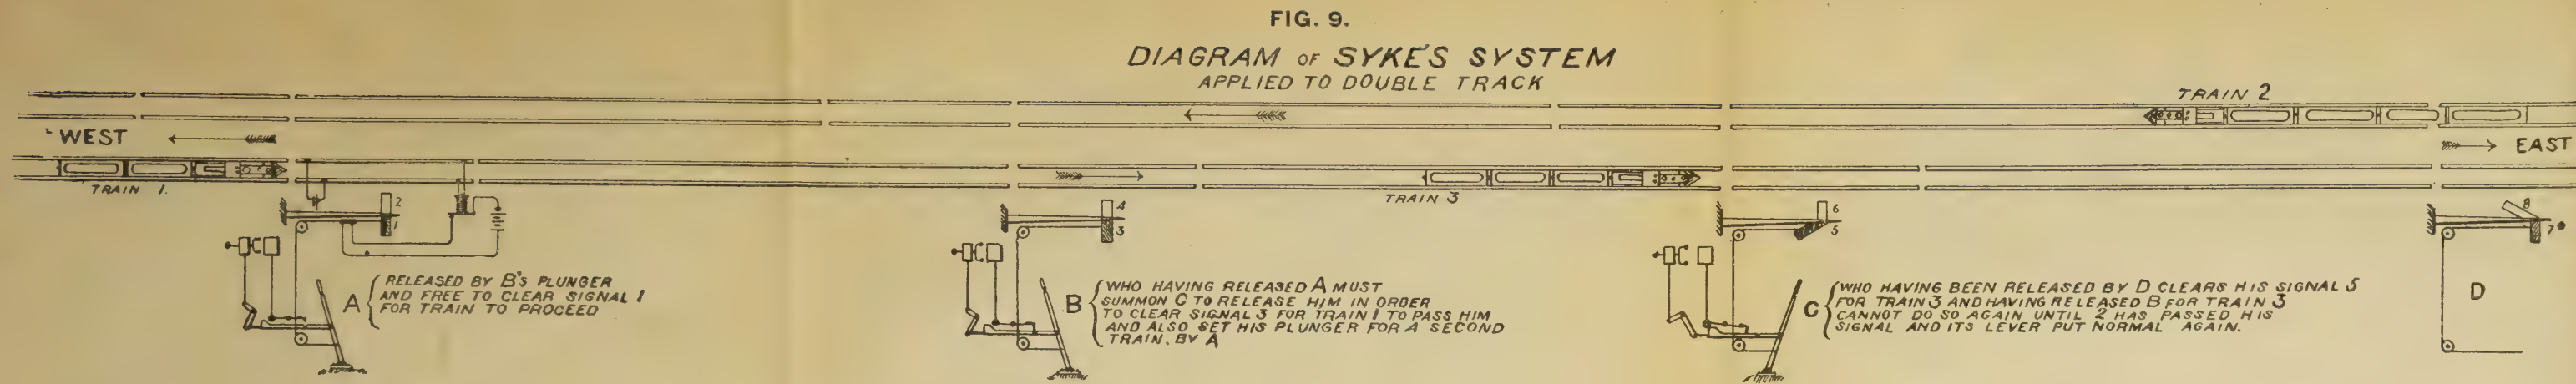 FIG. 9.
DIAGRAM OF SYKE'S SYSTEM
APPLIED TO DOUBLE TRACK
TRAIN 2
WEST
EAST
TRAIN 1.
TRAIN 3
2
1
4
3
6
5
8
7
A
RELEASED BY B'S PLUNGER
AND FREE TO CLEAR SIGNAL 1
FOR TRAIN TO PROCEED
B
WHO HAVING RELEASED A MUST
SUMMON C TO RELEASE HIM IN ORDER
TO CLEAR SIGNAL 3 FOR TRAIN 1 TO PASS HIM
AND ALSO SET HIS PLUNGER FOR A SECOND
TRAIN. BY A
C
WHO HAVING BEEN RELEASED BY D CLEARS HIS SIGNAL 5
FOR TRAIN 3 AND HAVING RELEASED B FOR TRAIN 3
CANNOT DO SO AGAIN UNTIL 2 HAS PASSED HIS
SIGNAL AND ITS LEVER PUT NORMAL AGAIN.
D